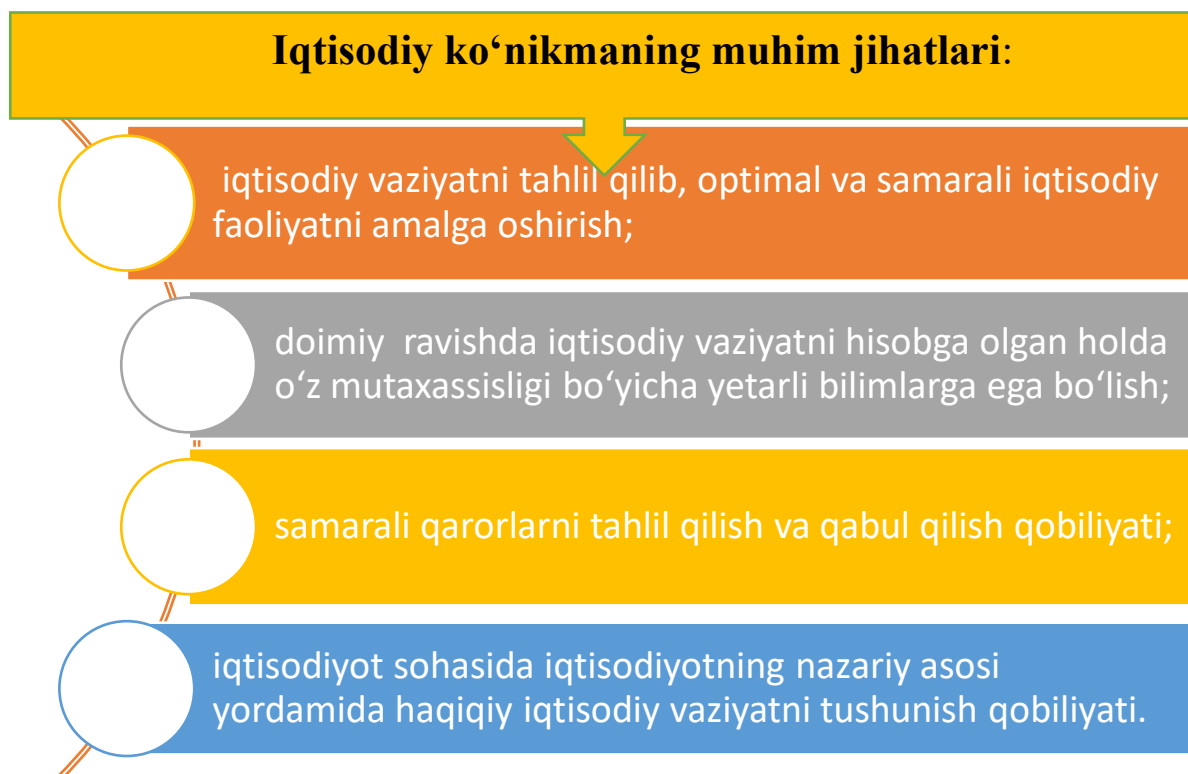 Iqtisodiy ko‘nikmaning muhim jihatlari:
iqtisodiy vaziyatni tahlil qilib, optimal va samarali iqtisodiy
faoliyatni amalga oshirish;
doimiy  ravishda iqtisodiy vaziyatni hisobga olgan holda
o‘z mutaxassisligi bo‘yicha yetarli bilimlarga ega bo‘lish;
samarali qarorlarni tahlil qilish va qabul qilish qobiliyati;
iqtisodiyot sohasida iqtisodiyotning nazariy asosi
yordamida haqiqiy iqtisodiy vaziyatni tushunish qobiliyati.